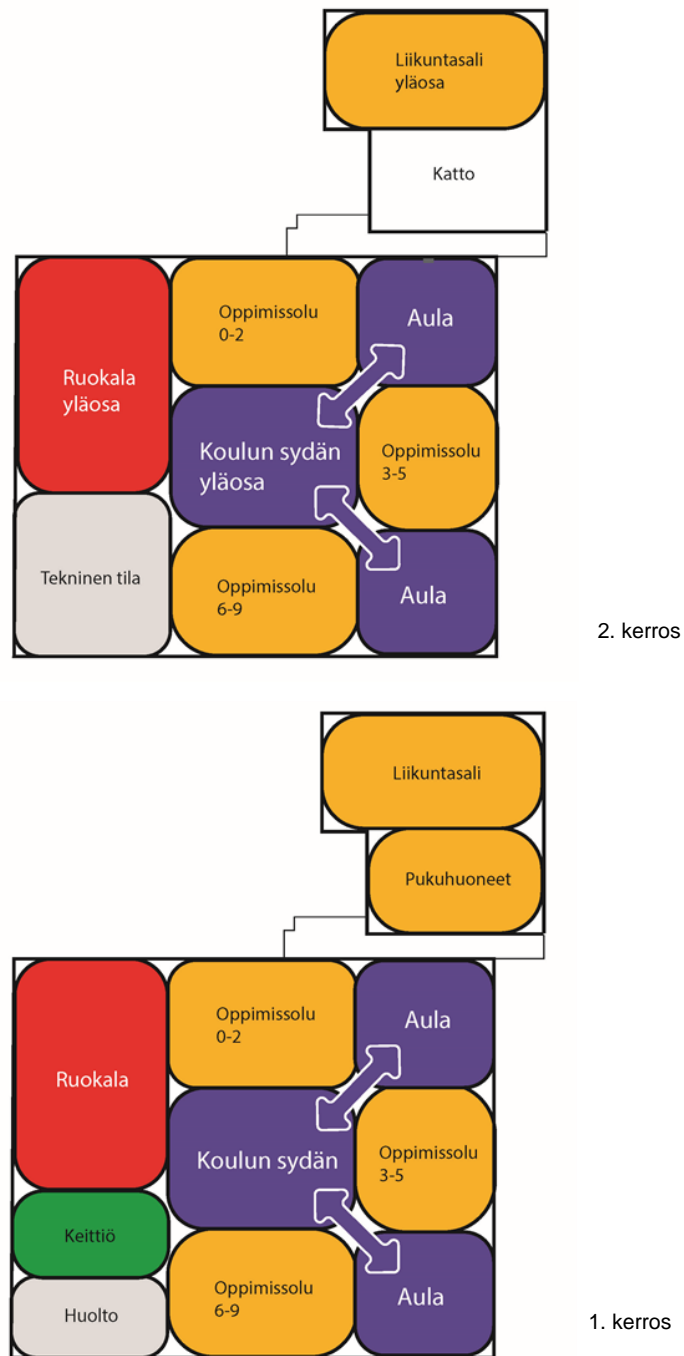 Liikuntasali
yläosa
Katto
Oppimissolu
0-2
Aula
Ruokala
yläosa
Koulun sydän
yläosa
Oppimissolu
3-5
Tekninen tila
Oppimissolu
6-9
Aula
2. kerros
Liikuntasali
Pukuhuoneet
Oppimissolu
0-2
Aula
Ruokala
Koulun sydän
Oppimissolu
3-5
Keittiö
Oppimissolu
6-9
Aula
Huolto
1. kerros